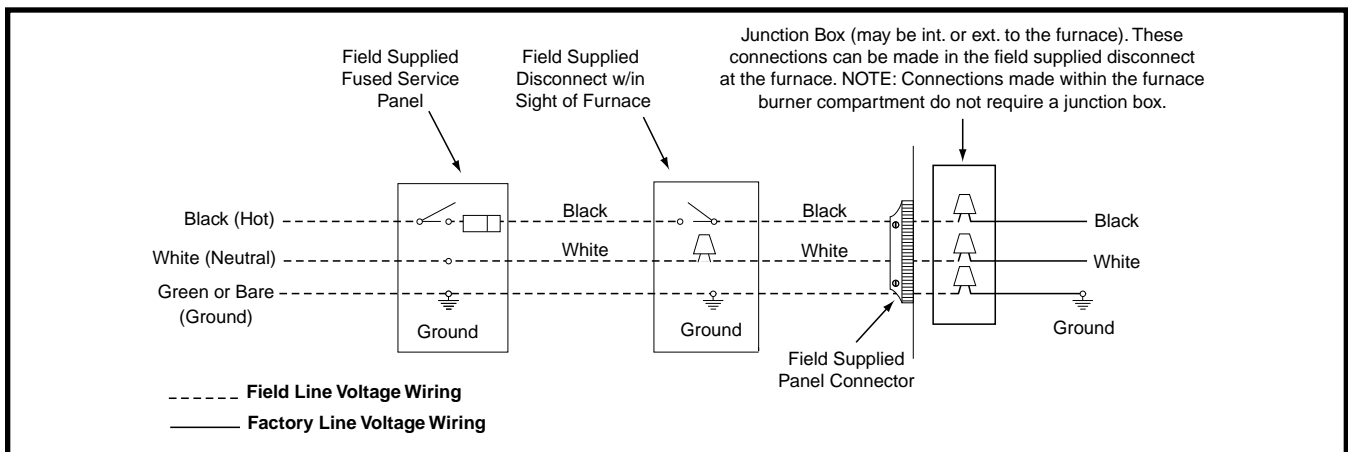 Field Supplied
Fused Service
Panel
Field Supplied
Disconnect w/in
Sight of Furnace
Junction Box (may be int. or ext. to the furnace). These
connections can be made in the field supplied disconnect
at the furnace. NOTE: Connections made within the furnace
burner compartment do not require a junction box.
Black (Hot)
Black
Black
Black
White (Neutral)
White
White
White
Green or Bare
(Ground)
Ground
Ground
Ground
Field Supplied
Panel Connector
Field Line Voltage Wiring
Factory Line Voltage Wiring